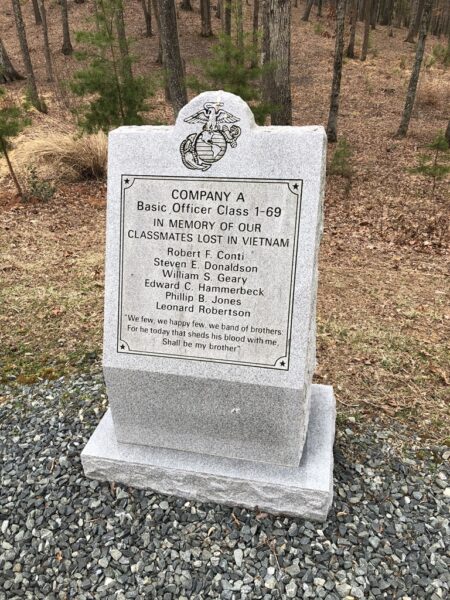 COMPANY A
Basic Officer Class 1-69
IN MEMORY OF OUR
CLASSMATES LOST IN VIETNAM
Robert F. Conti
Steven E. Donaldson
William S. Geary
Edward C. Hammerbeck
Phillip B. Jones
Leonard Robertson
"We few, we happy few, we band of brothers
For he today that sheds his blood with me,
Shall be my brother"